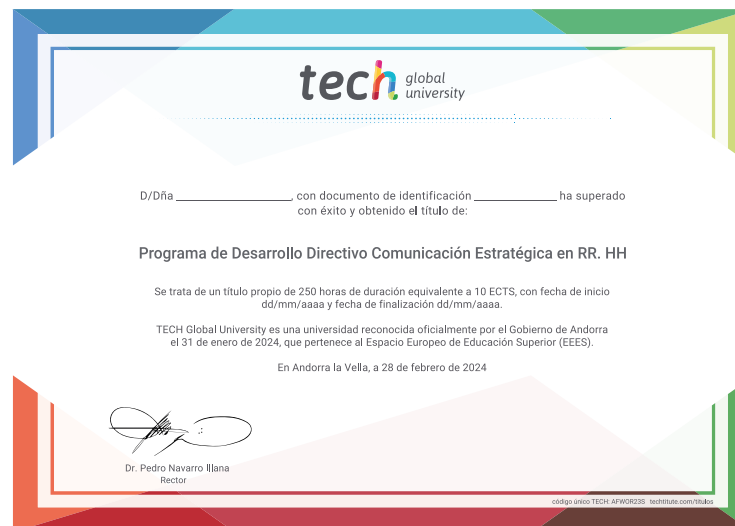 tech global university
D/Dña ______________, con documento de identificación ______________ ha superado
con éxito y obtenido el título de:
Programa de Desarrollo Directivo Comunicación Estratégica en RR. HH
Se trata de un título propio de 250 horas de duración equivalente a 10 ECTS, con fecha de inicio
dd/mm/aaaa y fecha de finalización dd/mm/aaaa.
TECH Global University es una universidad reconocida oficialmente por el Gobierno de Andorra
el 31 de enero de 2024, que pertenece al Espacio Europeo de Educación Superior (EEES).
En Andorra la Vella, a 28 de febrero de 2024
Dr. Pedro Navarro Illana
Rector
código único TECH: AFWOR23S techtitute.com/titulos